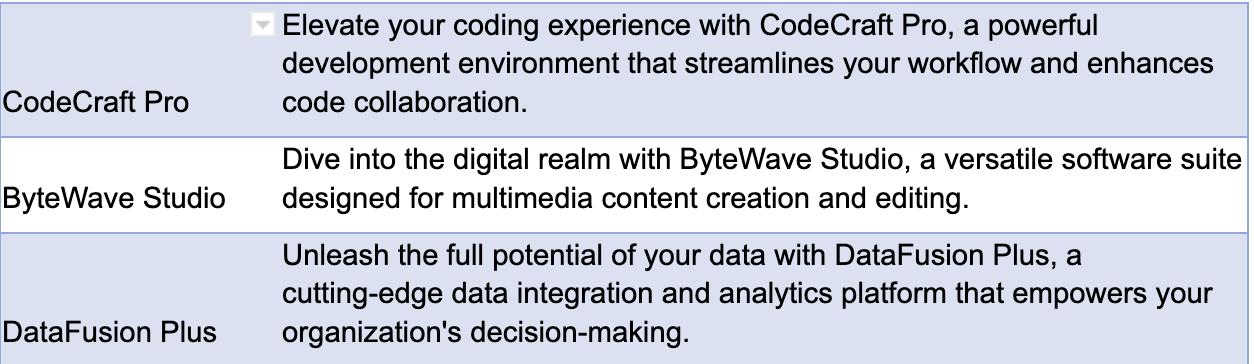 Elevate your coding experience with CodeCraft Pro, a powerful
development environment that streamlines your workflow and enhances
CodeCraft Pro code collaboration.
Dive into the digital realm with ByteWave Studio, a versatile software suite
ByteWave Studio designed for multimedia content creation and editing.
Unleash the full potential of your data with DataFusion Plus, a
cutting-edge data integration and analytics platform that empowers your
DataFusion Plus organization's decision-making.